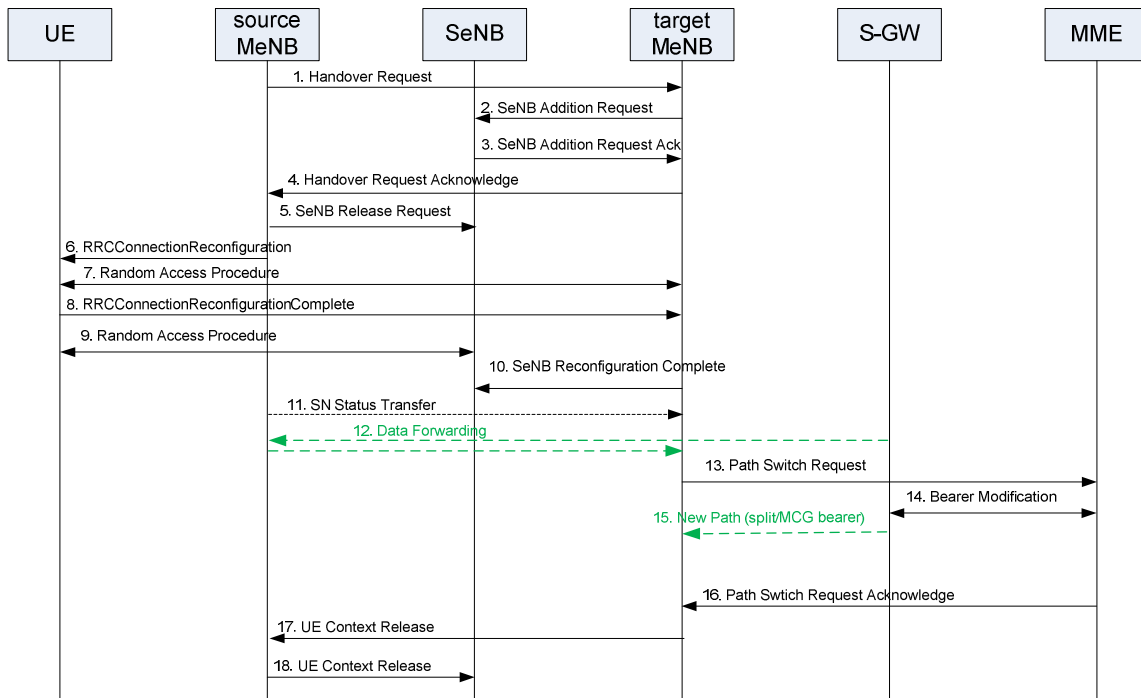 UE
source
MeNB
SeNB
target
MeNB
S-GW
MME
1. Handover Request
2. SeNB Addition Request
3. SeNB Addition Request Ack
4. Handover Request Acknowledge
5. SeNB Release Request
6. RRCConnectionReconfiguration
7. Random Access Procedure
8. RRCConnectionReconfigurationComplete
9. Random Access Procedure
10. SeNB Reconfiguration Complete
11. SN Status Transfer
12. Data Forwarding
13. Path Switch Request
14. Bearer Modification
15. New Path (split/MCG bearer)
16. Path Swtich Request Acknowledge
17. UE Context Release
18. UE Context Release